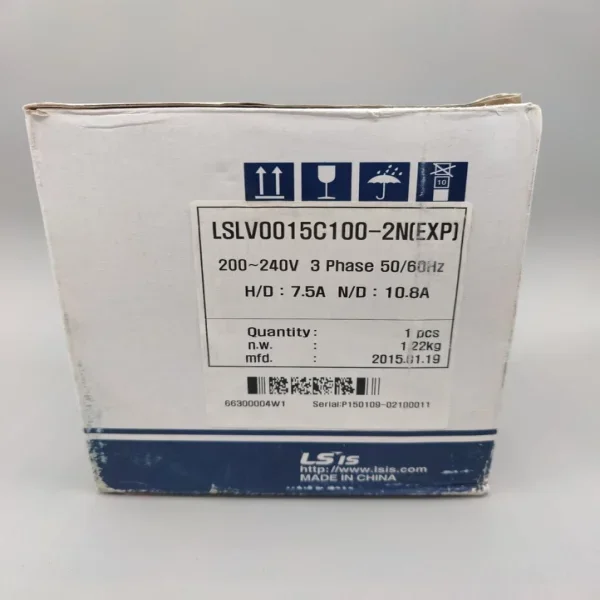 10
LSLV0015C100-2N(EXP)
200~240V 3 Phase 50/60Hz
H/D : 7.5A N/D : 10.8A
Quantity : 1 pcs
n.w. : 1.22kg
mfd. : 2015.01.19
66300004W1 Serial:P150109-02100011
LSIS
http://www.lsis.com
MADE IN CHINA